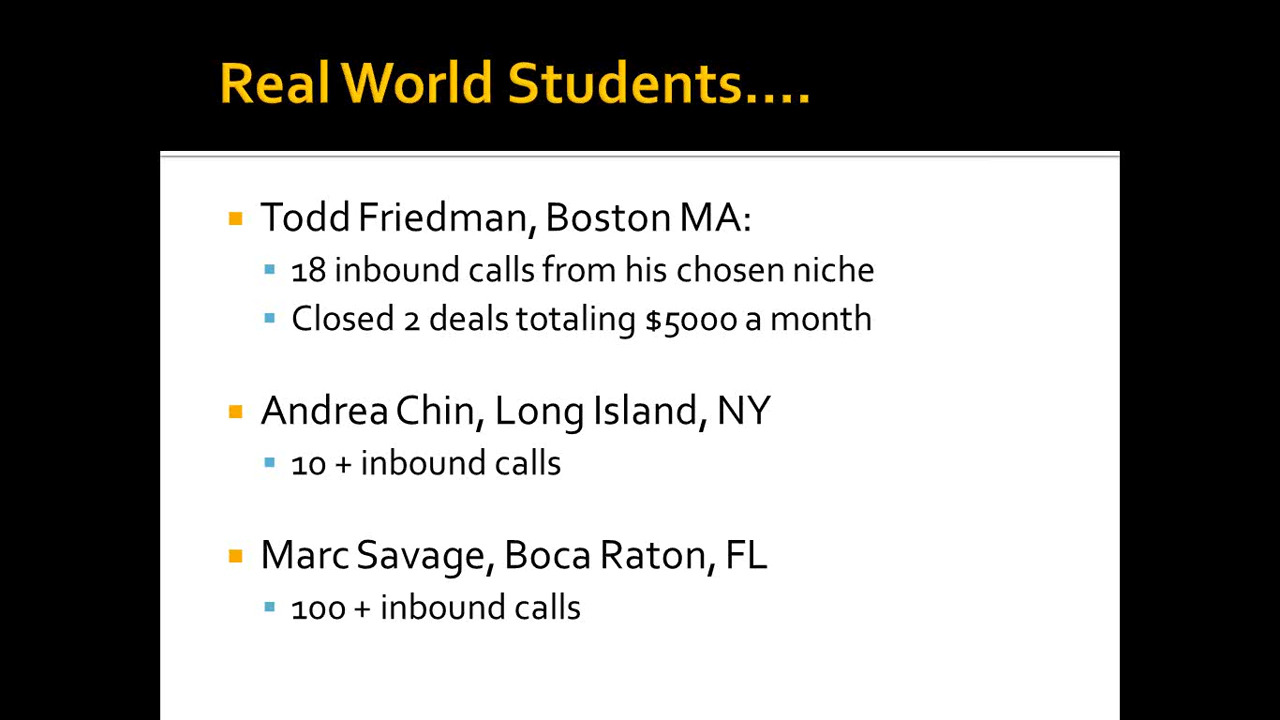 Real World Students....
Todd Friedman, Boston MA:
18 inbound calls from his chosen niche
Closed 2 deals totaling $5000 a month
Andrea Chin, Long Island, NY
10 + inbound calls
Marc Savage, Boca Raton, FL
100 + inbound calls